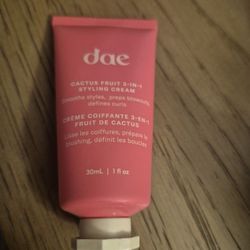 dae
CACTUS FRUIT 3-IN-1
STYLING CREAM
Smooths styles, preps blowouts,
defines curls
CRÈME COIFFANTE 3-EN-1
FRUIT DE CACTUS
Lisse les coiffures, prépare le
brushing, définit les boucles
30mL | 1 fl oz